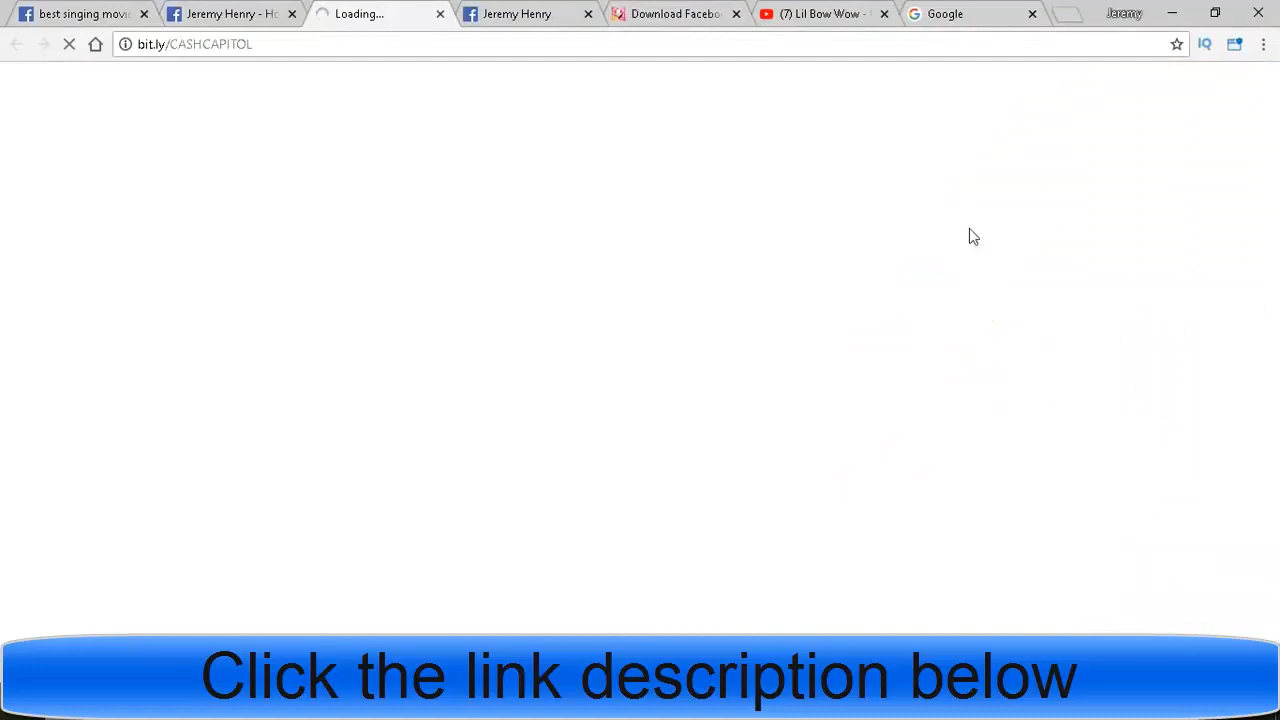 best singing movi
Jeremy Henry - Ho
Loading...
Jeremy Henry
Download Facebo
(7) Lil Bow Wow -
Google
Jeremy
bit.ly/CASHCAPITOL
IQ
Click the link description below